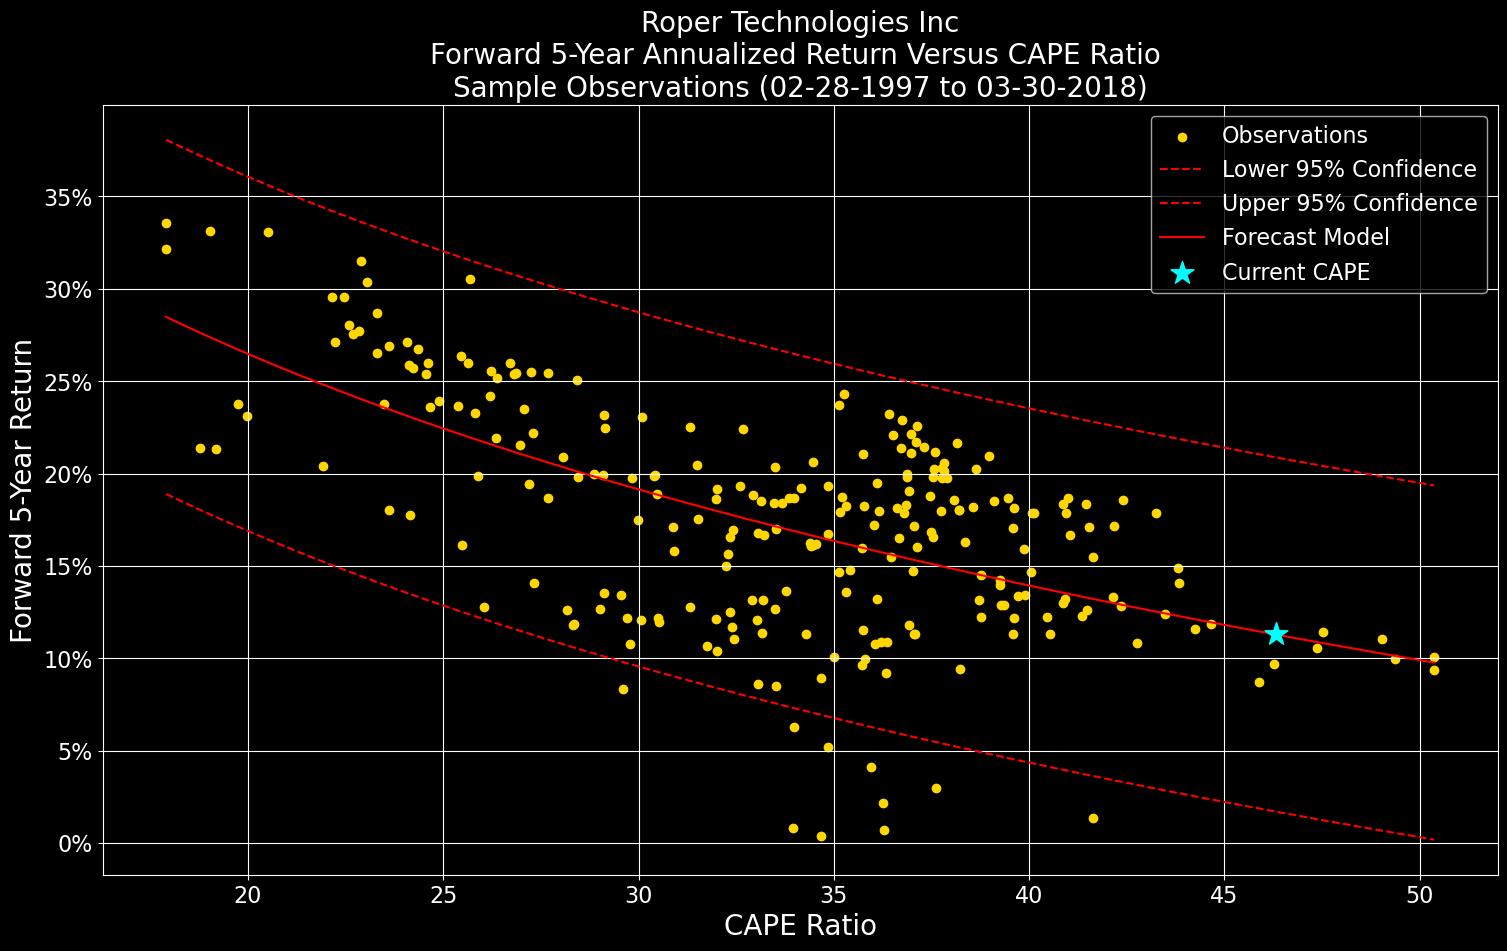 Roper Technologies Inc
Forward 5-Year Annualized Return Versus CAPE Ratio
Sample Observations (02-28-1997 to 03-30-2018)
Observations
Lower 95% Confidence
Upper 95% Confidence
Forecast Model
Current CAPE
Forward 5-Year Return
35%
30%
25%
20%
15%
10%
5%
0%
20 25 30 35 40 45 50
CAPE Ratio